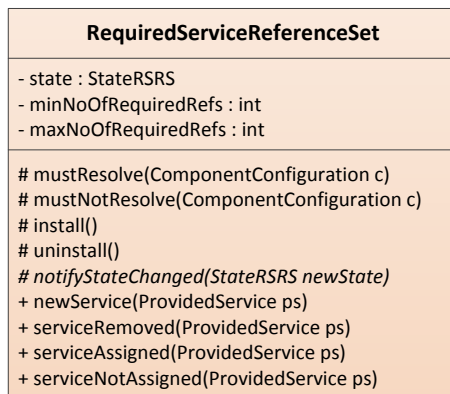 RequiredServiceReferenceSet
- state : StateRSRS
- minNoOfRequiredRefs : int
- maxNoOfRequiredRefs : int
# mustResolve(ComponentConfiguration c)
# mustNotResolve(ComponentConfiguration c)
# install()
# uninstall()
# notifyStateChanged(StateRSRS newState)
+ newService(ProvidedService ps)
+ serviceRemoved(ProvidedService ps)
+ serviceAssigned(ProvidedService ps)
+ serviceNotAssigned(ProvidedService ps)